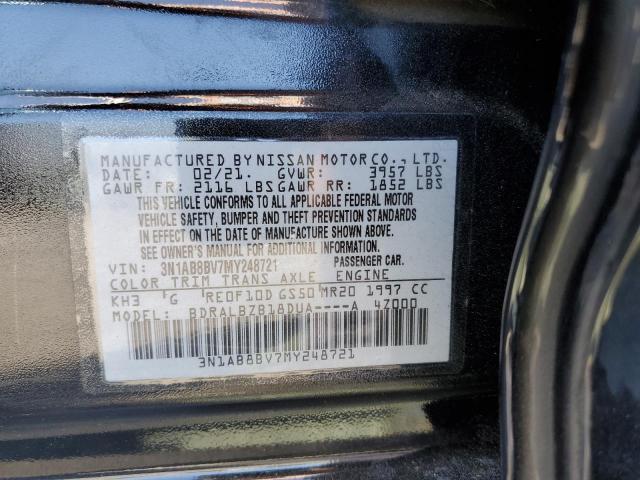 MANUFACTURED BY NISSAN MOTOR CO., LTD.
DATE: 02/21. GVWR: 3957 LBS
GAWR FR: 2116 LBS GAWR RR: 1852 LBS
THIS VEHICLE CONFORMS TO ALL APPLICABLE FEDERAL MOTOR
VEHICLE SAFETY, BUMPER AND THEFT PREVENTION STANDARDS
IN EFFECT ON THE DATE OF MANUFACTURE SHOWN ABOVE.
SEE OWNER'S MANUAL FOR ADDITIONAL INFORMATION.
VIN: 3N1AB8BV7MY248721 PASSENGER CAR.
COLOR TRIM TRANS AXLE ENGINE
KH3 G RE0F10D GS50 MR20 1997 CC
MODEL: BDRALBZB18DUA----A 4Z000
3N1AB8BV7MY248721